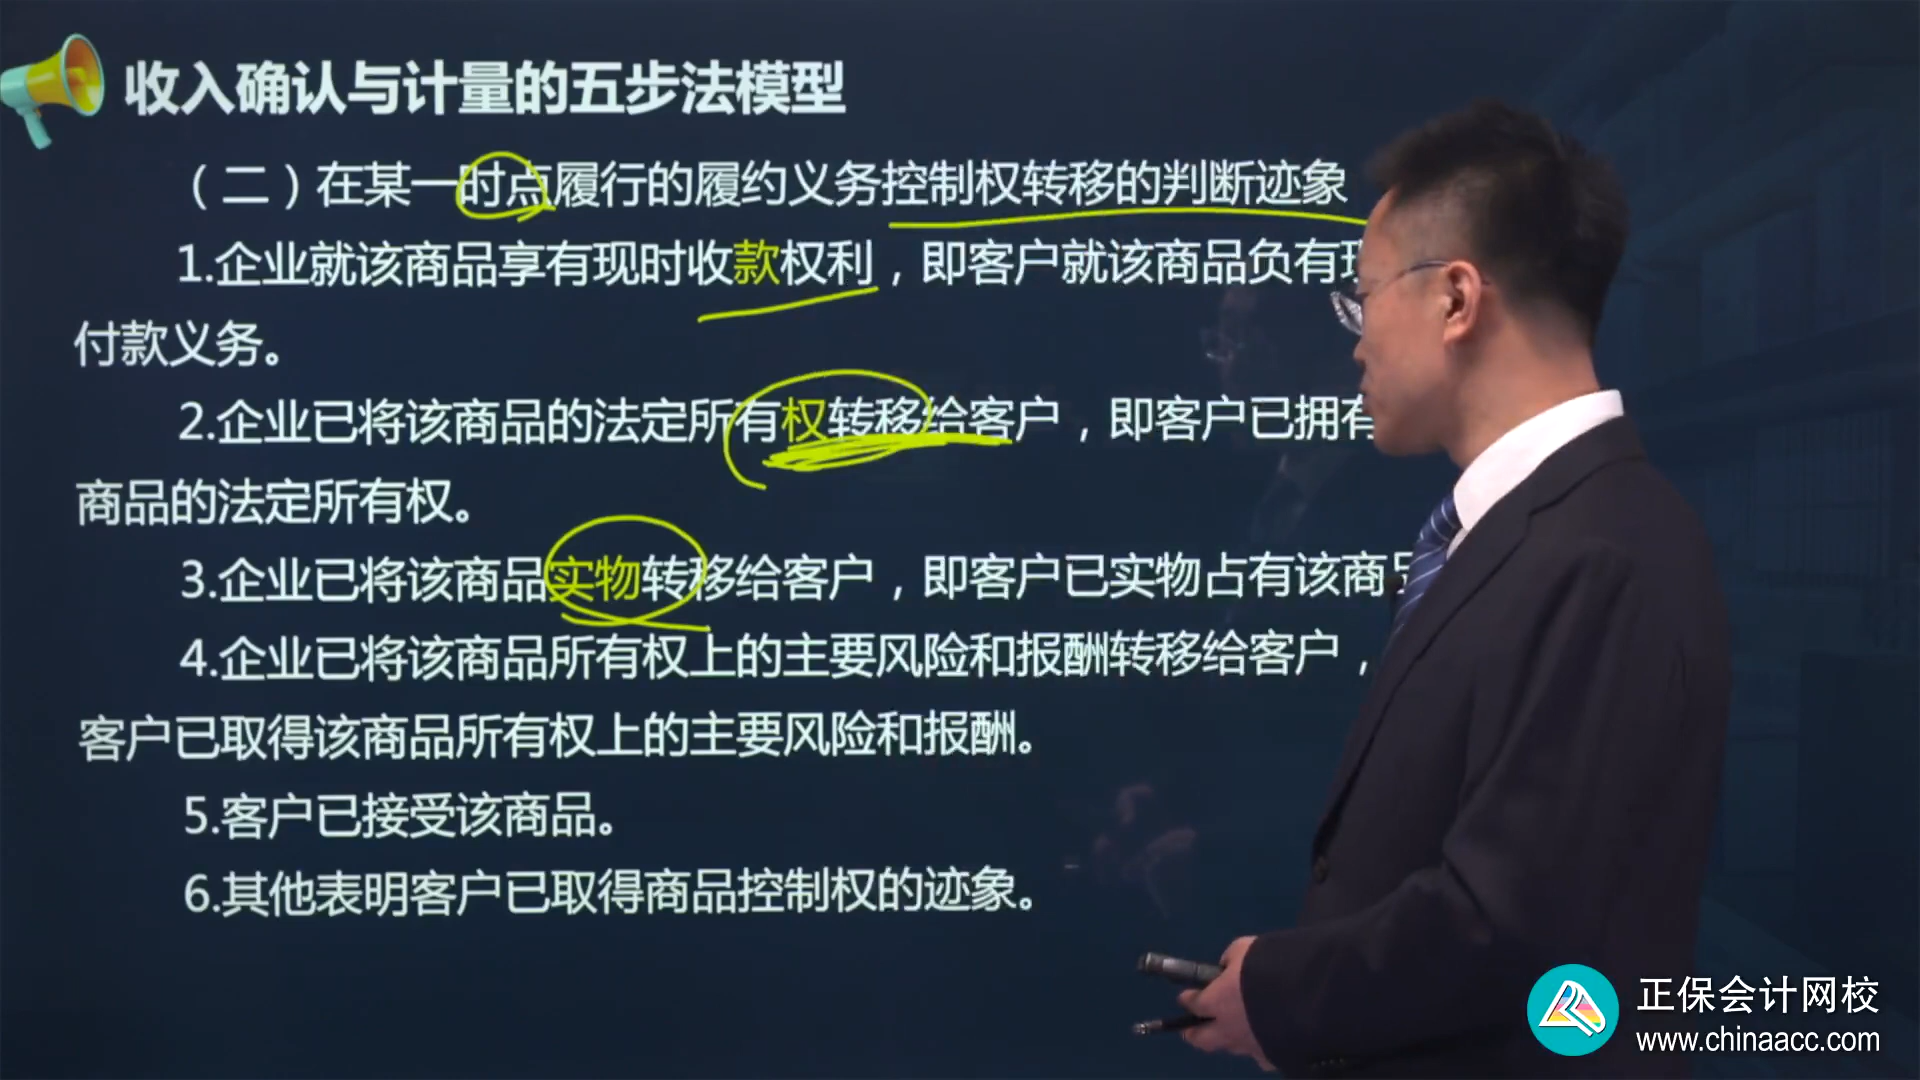 收入确认与计量的五步法模型
（二）在某一时点履行的履约义务控制权转移的判断迹象
1.企业就该商品享有现时收款权利，即客户就该商品负有现
付款义务。
2.企业已将该商品的法定所有权转移给客户，即客户已拥有
商品的法定所有权。
3.企业已将该商品实物转移给客户，即客户已实物占有该商品
4.企业已将该商品所有权上的主要风险和报酬转移给客户，
客户已取得该商品所有权上的主要风险和报酬。
5.客户已接受该商品。
6.其他表明客户已取得商品控制权的迹象。
正保会计网校
www.chinaacc.com